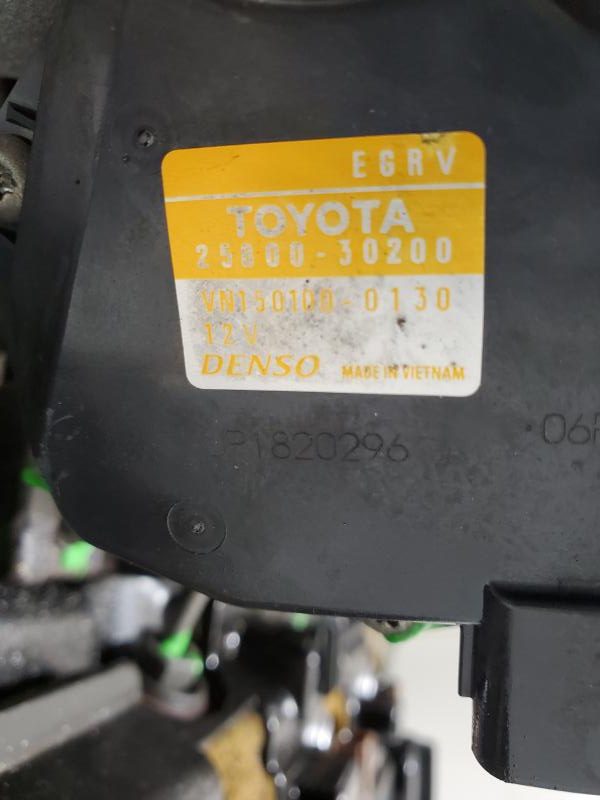 EGRV
TOYOTA
25800-30200
VN150100-0130
12V
DENSO MADE IN VIETNAM
P1820296
06